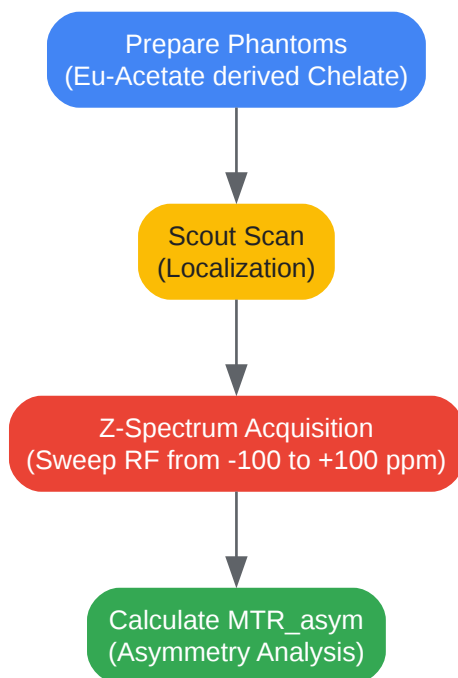 Prepare Phantoms
(Eu-Acetate derived Chelate)
Scout Scan
(Localization)
Z-Spectrum Acquisition
(Sweep RF from -100 to +100 ppm)
Calculate MTR_asym
(Asymmetry Analysis)